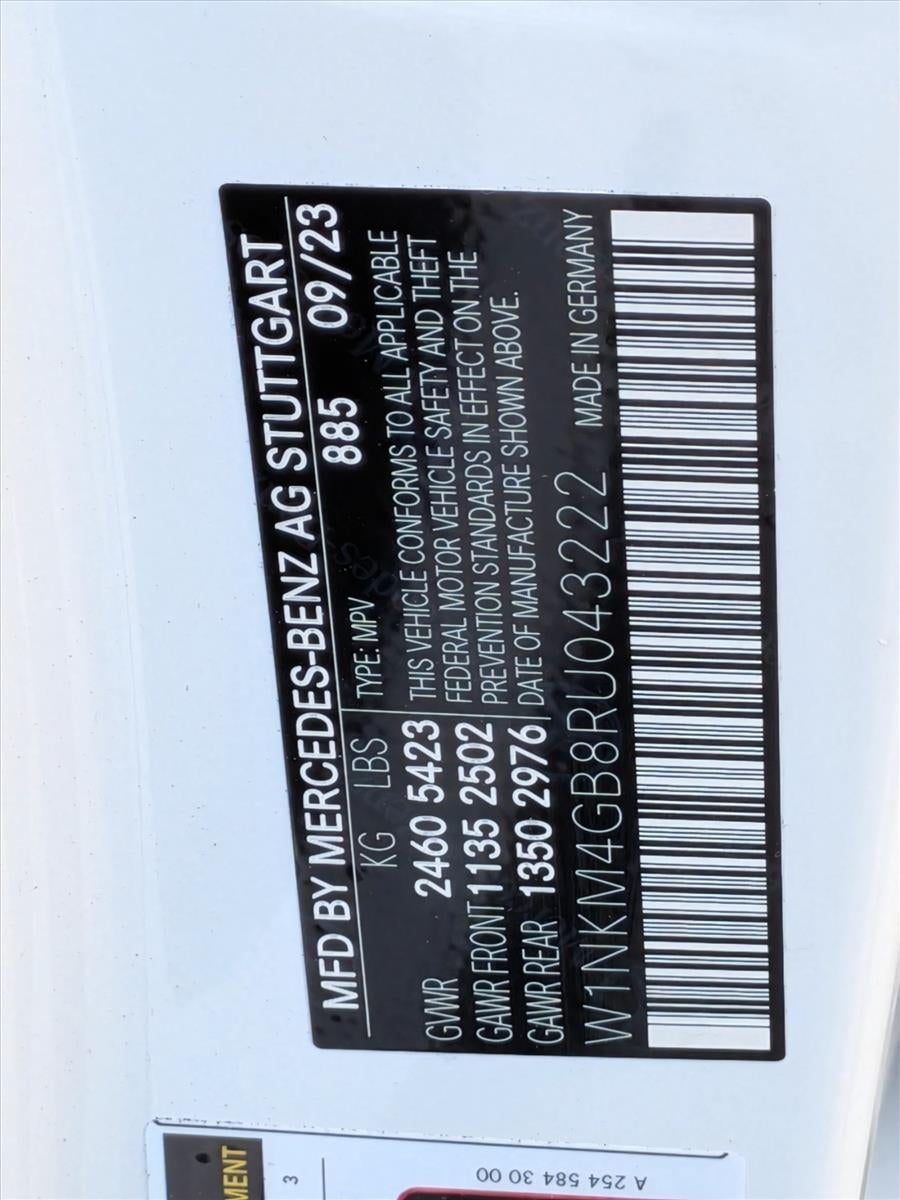 MFD BY MERCEDES-BENZ AG STUTTGART
885 09/23
KG LBS TYPE: MPV
GVWR 2460 5423 THIS VEHICLE CONFORMS TO ALL APPLICABLE
FEDERAL MOTOR VEHICLE SAFETY AND THEFT
GAWR FRONT 1135 2502 PREVENTION STANDARDS IN EFFECT ON THE
GAWR REAR 1350 2976 DATE OF MANUFACTURE SHOWN ABOVE.
W1NKM4GB8RU043222 MADE IN GERMANY
MENT
3
A 254 584 30 00